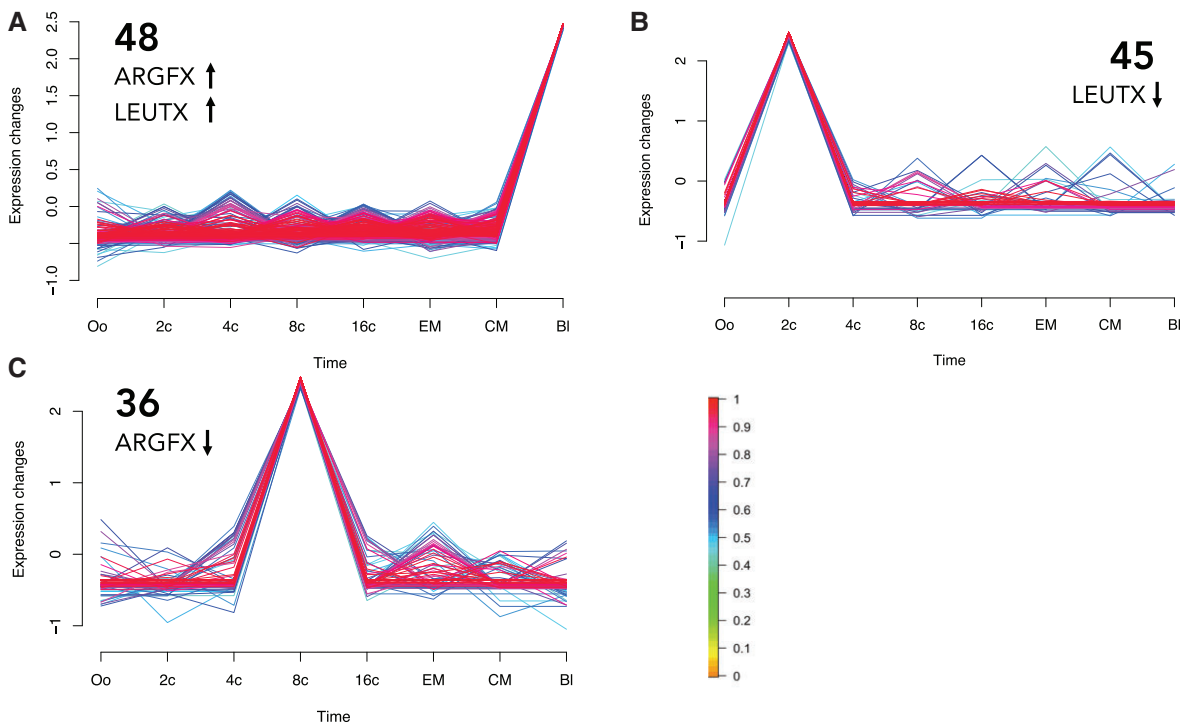 A
48
ARGFX ↑
LEUTX ↑
Expression changes
2.5
2.0
1.5
1.0
0.5
0.0
−1.0
Oo 2c 4c 8c 16c EM CM Bl
Time
B
45
LEUTX ↓
Expression changes
2
1
0
−1
Oo 2c 4c 8c 16c EM CM Bl
Time
C
36
ARGFX ↓
Expression changes
2
1
0
−1
Oo 2c 4c 8c 16c EM CM Bl
Time
1
0.9
0.8
0.7
0.6
0.5
0.4
0.3
0.2
0.1
0